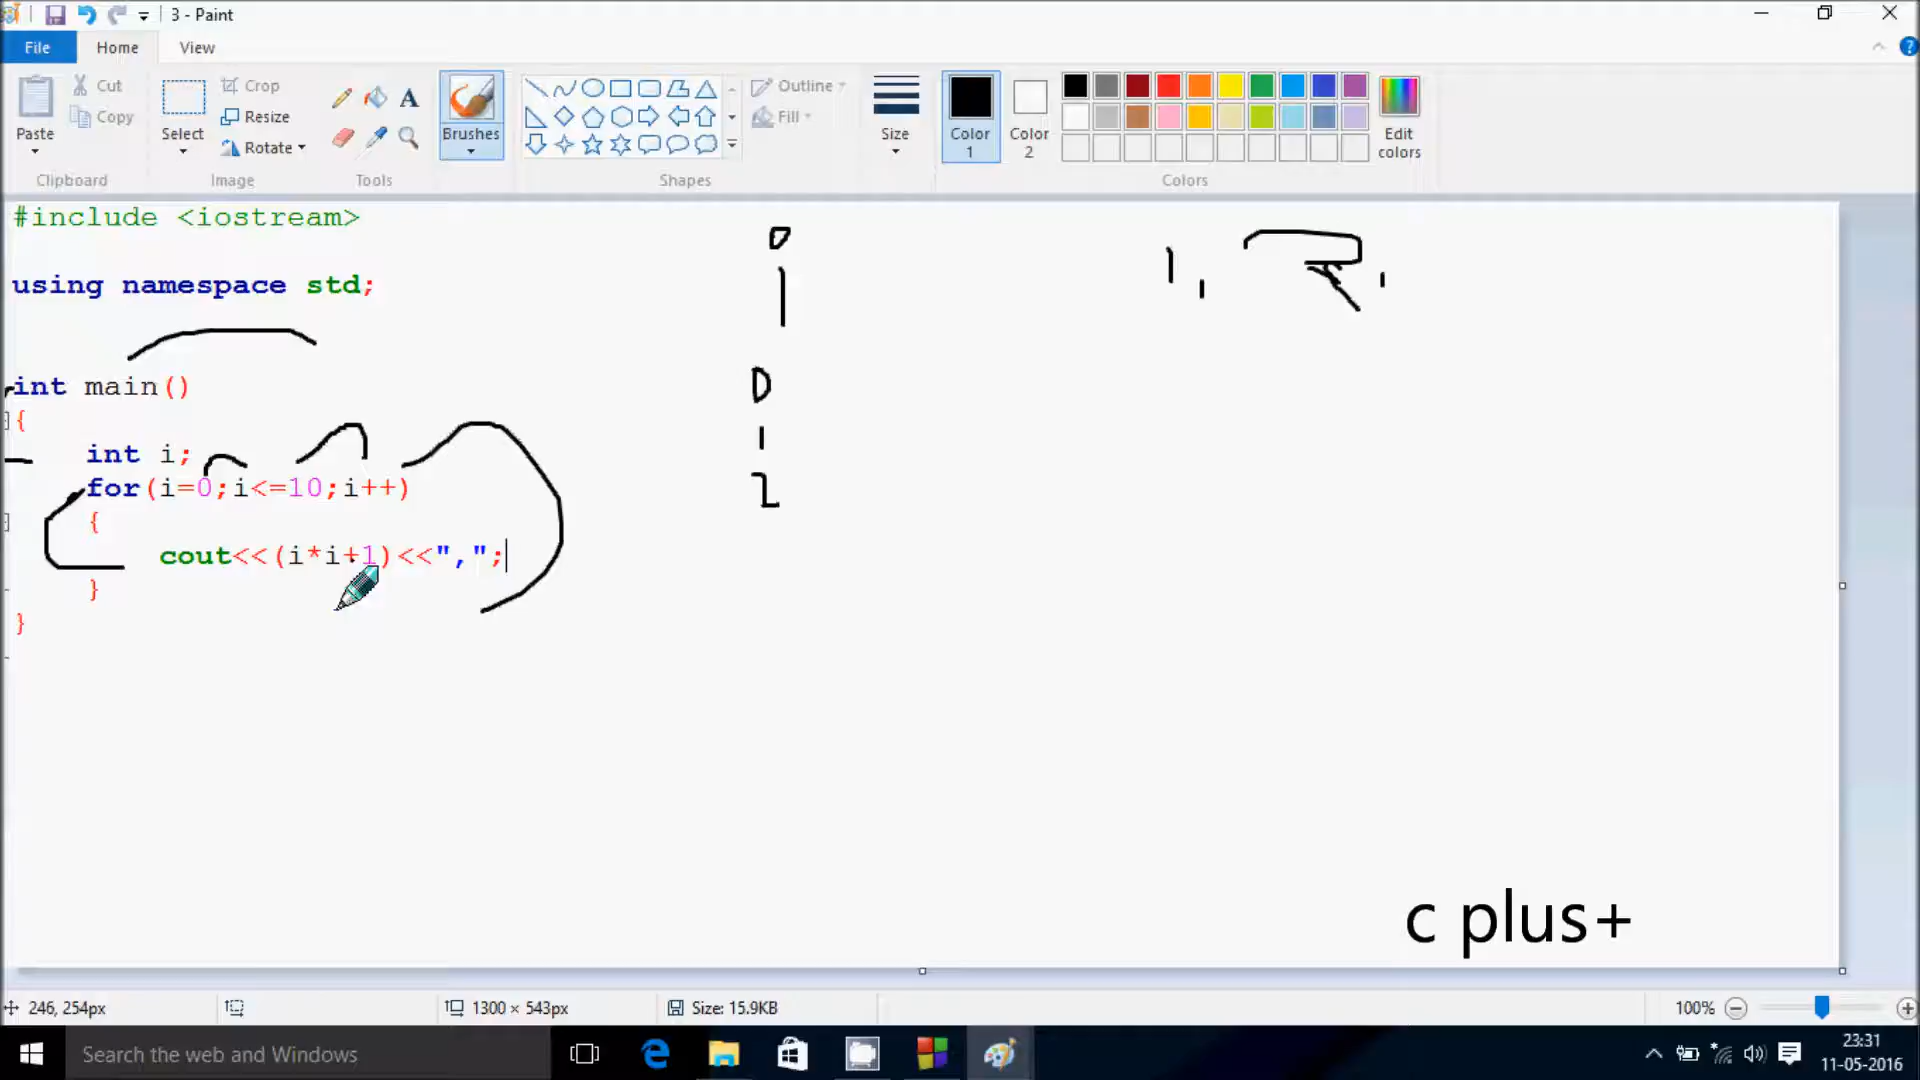 3 - Paint
File Home View
Paste Cut Copy Select Crop Resize Rotate A Brushes Outline Fill Size Color 1 Color 2 Edit colors
Clipboard Image Tools Shapes Colors
#include <iostream>
0
1, 2,
using namespace std;
1
int main()
0
{
int i;
1
for(i=0;i<=10;i++)
2
{
cout<<(i*i+1)<<",";
}
}
c plus+
246, 254px 1300 × 543px Size: 15.9KB 100%
Search the web and Windows
23:31
11-05-2016